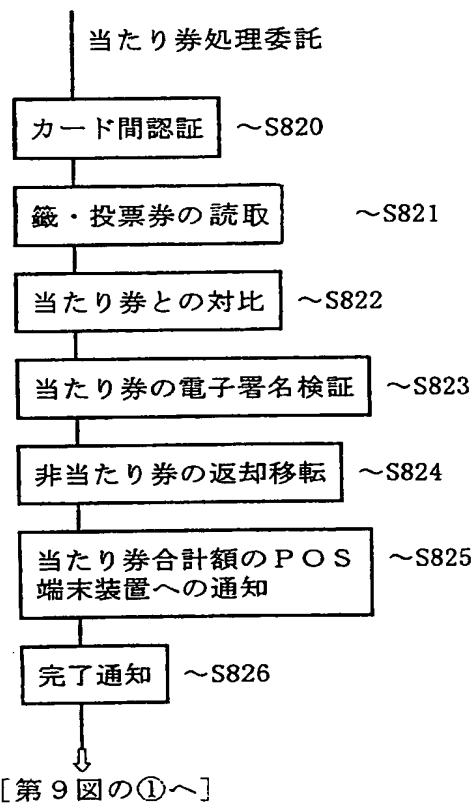 当たり券処理委託
カード間認証 ～S820
籤・投票券の読取 ～S821
当たり券との対比 ～S822
当たり券の電子署名検証 ～S823
非当たり券の返却移転 ～S824
当たり券合計額のＰＯＳ ～S825
端末装置への通知
完了通知 ～S826
[第９図の①へ]